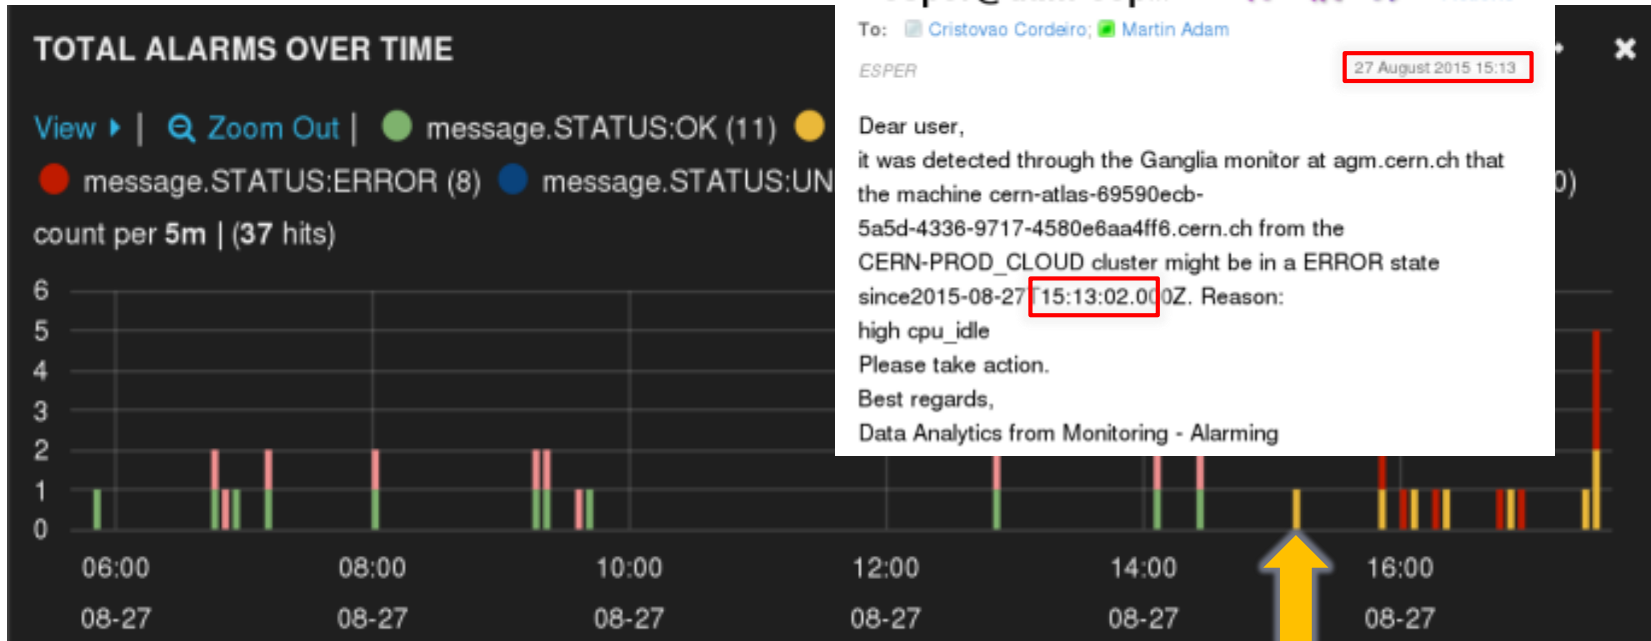 TOTAL ALARMS OVER TIME
View | Zoom Out | message.STATUS:OK (11)
message.STATUS:ERROR (8) message.STATUS:UN
0)
count per 5m | (37 hits)
6
5
4
3
2
1
0
06:00 08:00 10:00 12:00 14:00 16:00
08-27 08-27 08-27 08-27 08-27 08-27
To: Cristovao Cordeiro; Martin Adam
ESPER 27 August 2015 15:13
Dear user,
it was detected through the Ganglia monitor at agm.cern.ch that
the machine cern-atlas-69590ecb-
5a5d-4336-9717-4580e6aa4ff6.cern.ch from the
CERN-PROD_CLOUD cluster might be in a ERROR state
since2015-08-27T15:13:02.000Z. Reason:
high cpu_idle
Please take action.
Best regards,
Data Analytics from Monitoring - Alarming